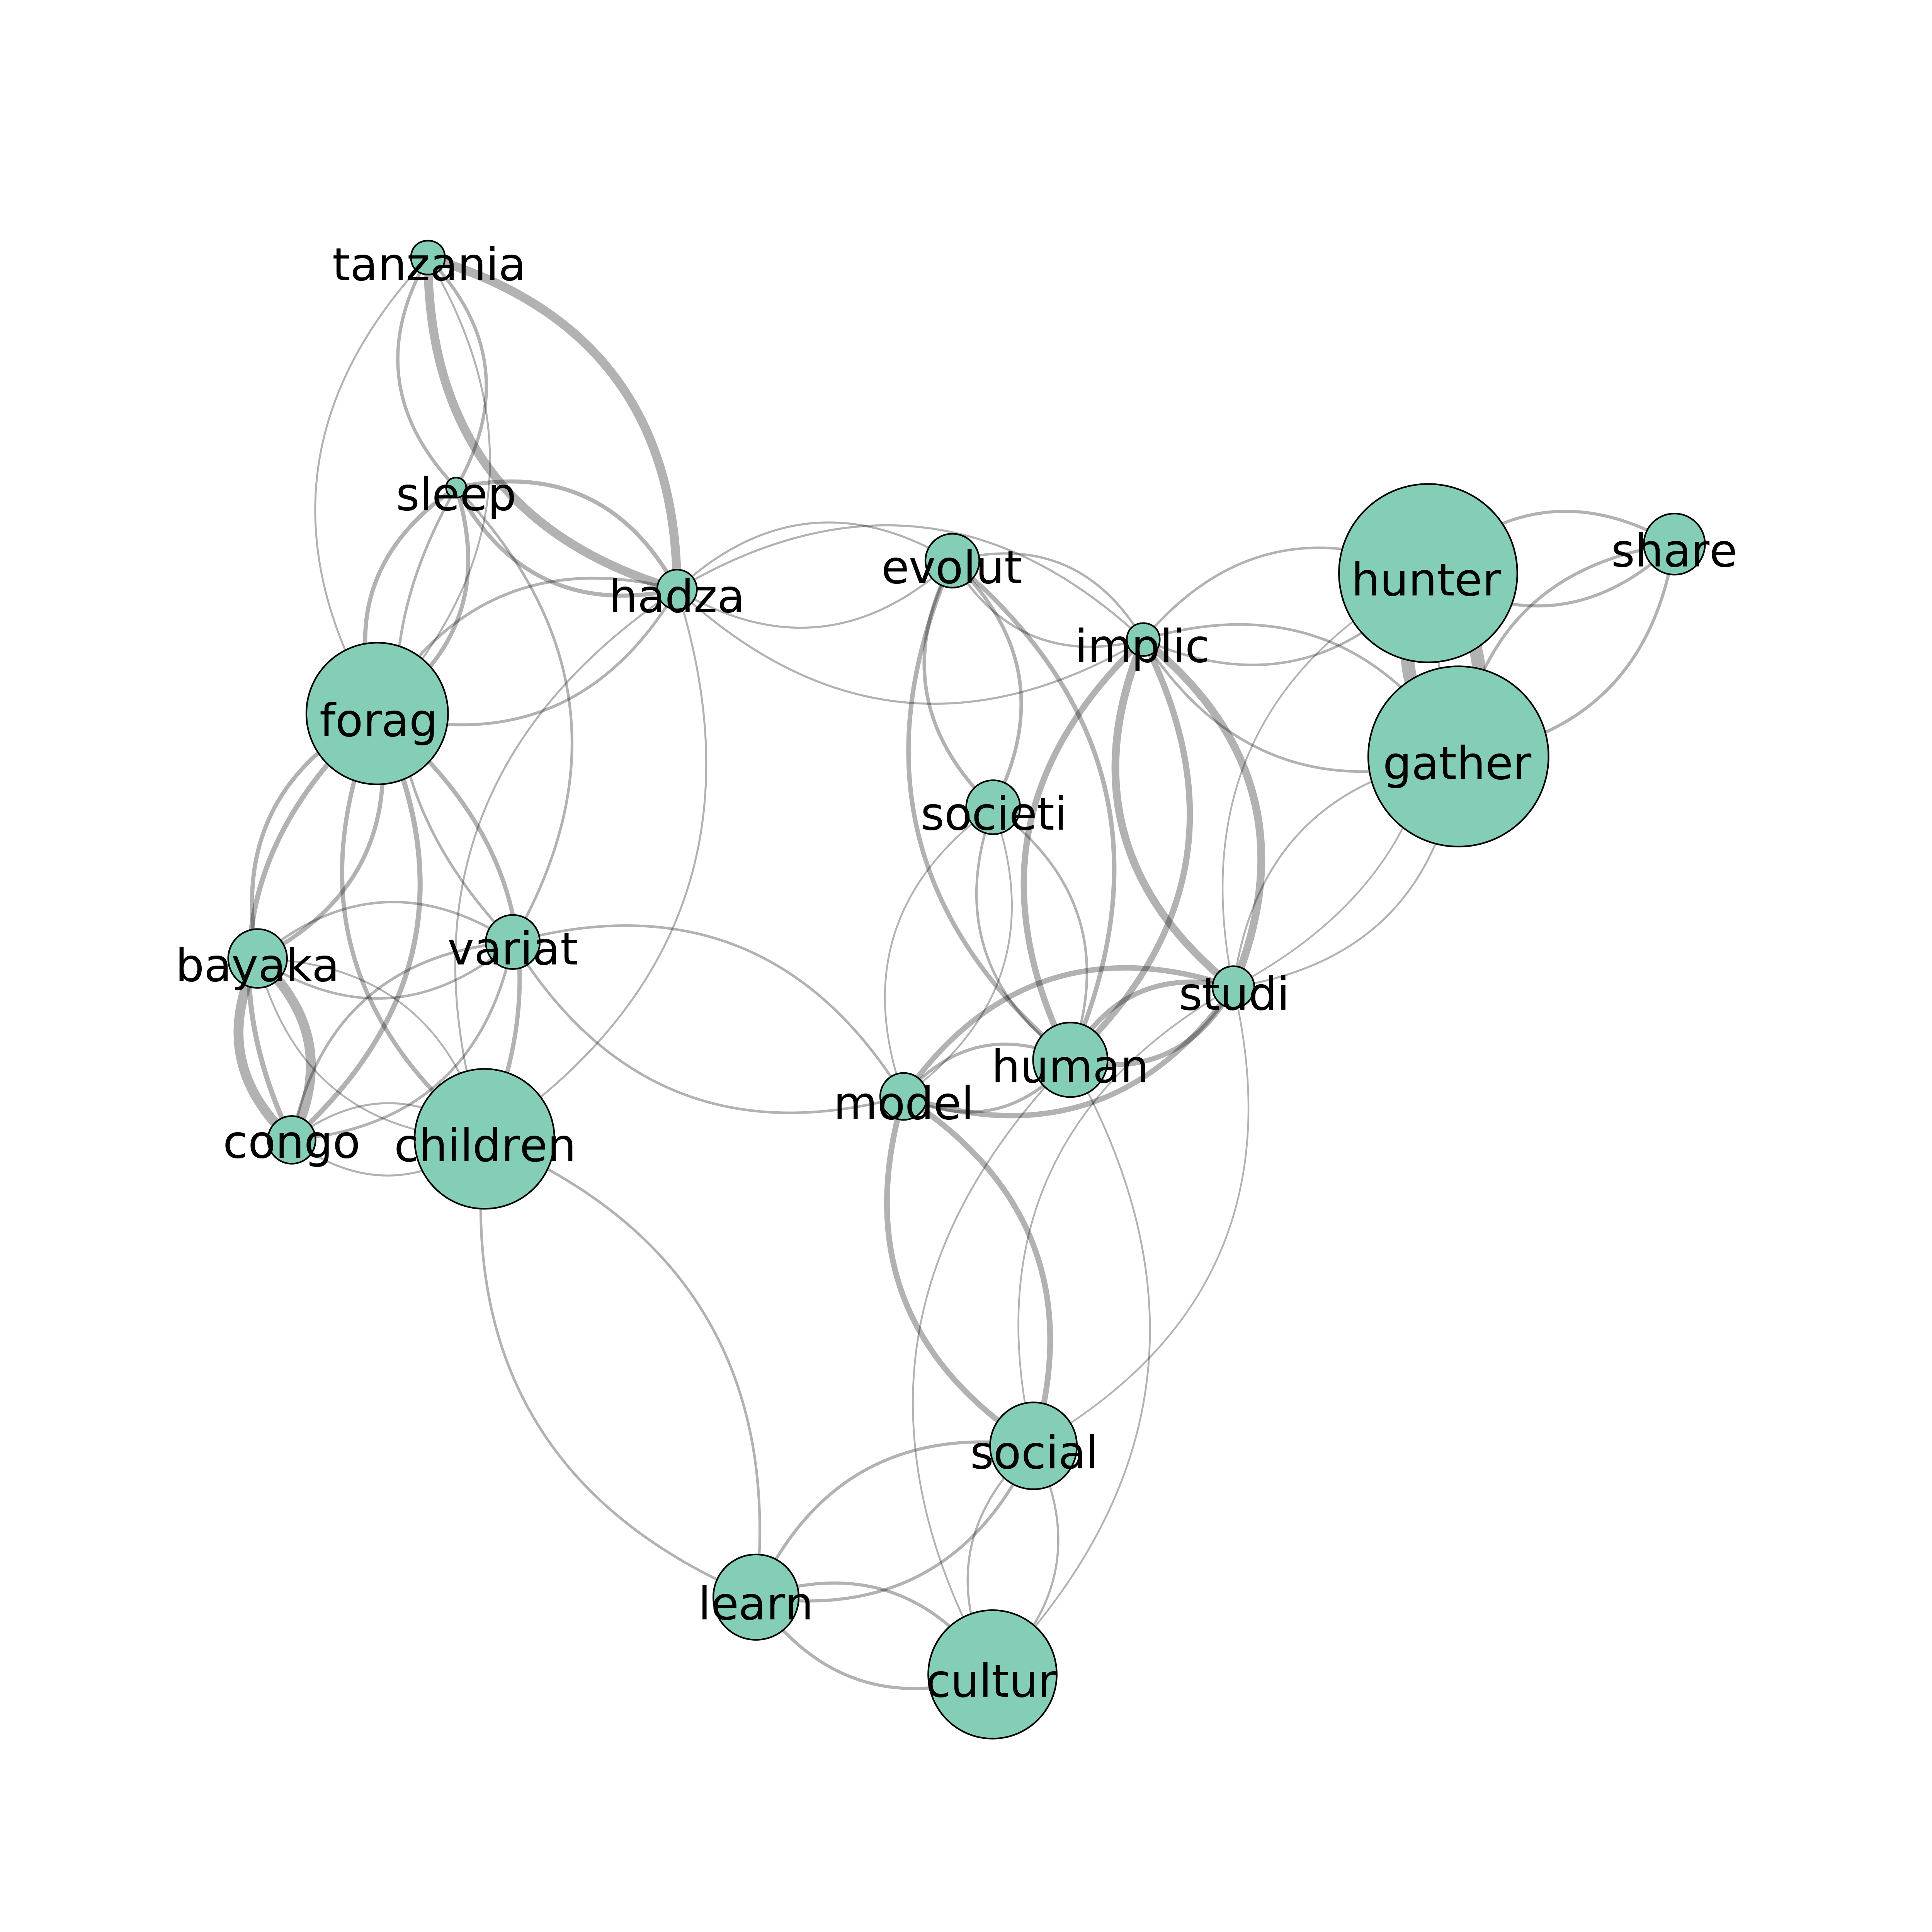 tanzania
sleep
evolut
hunter
share
hadza
implic
forag
gather
societi
variat
bayaka
studi
human
model
congo
children
social
learn
cultur